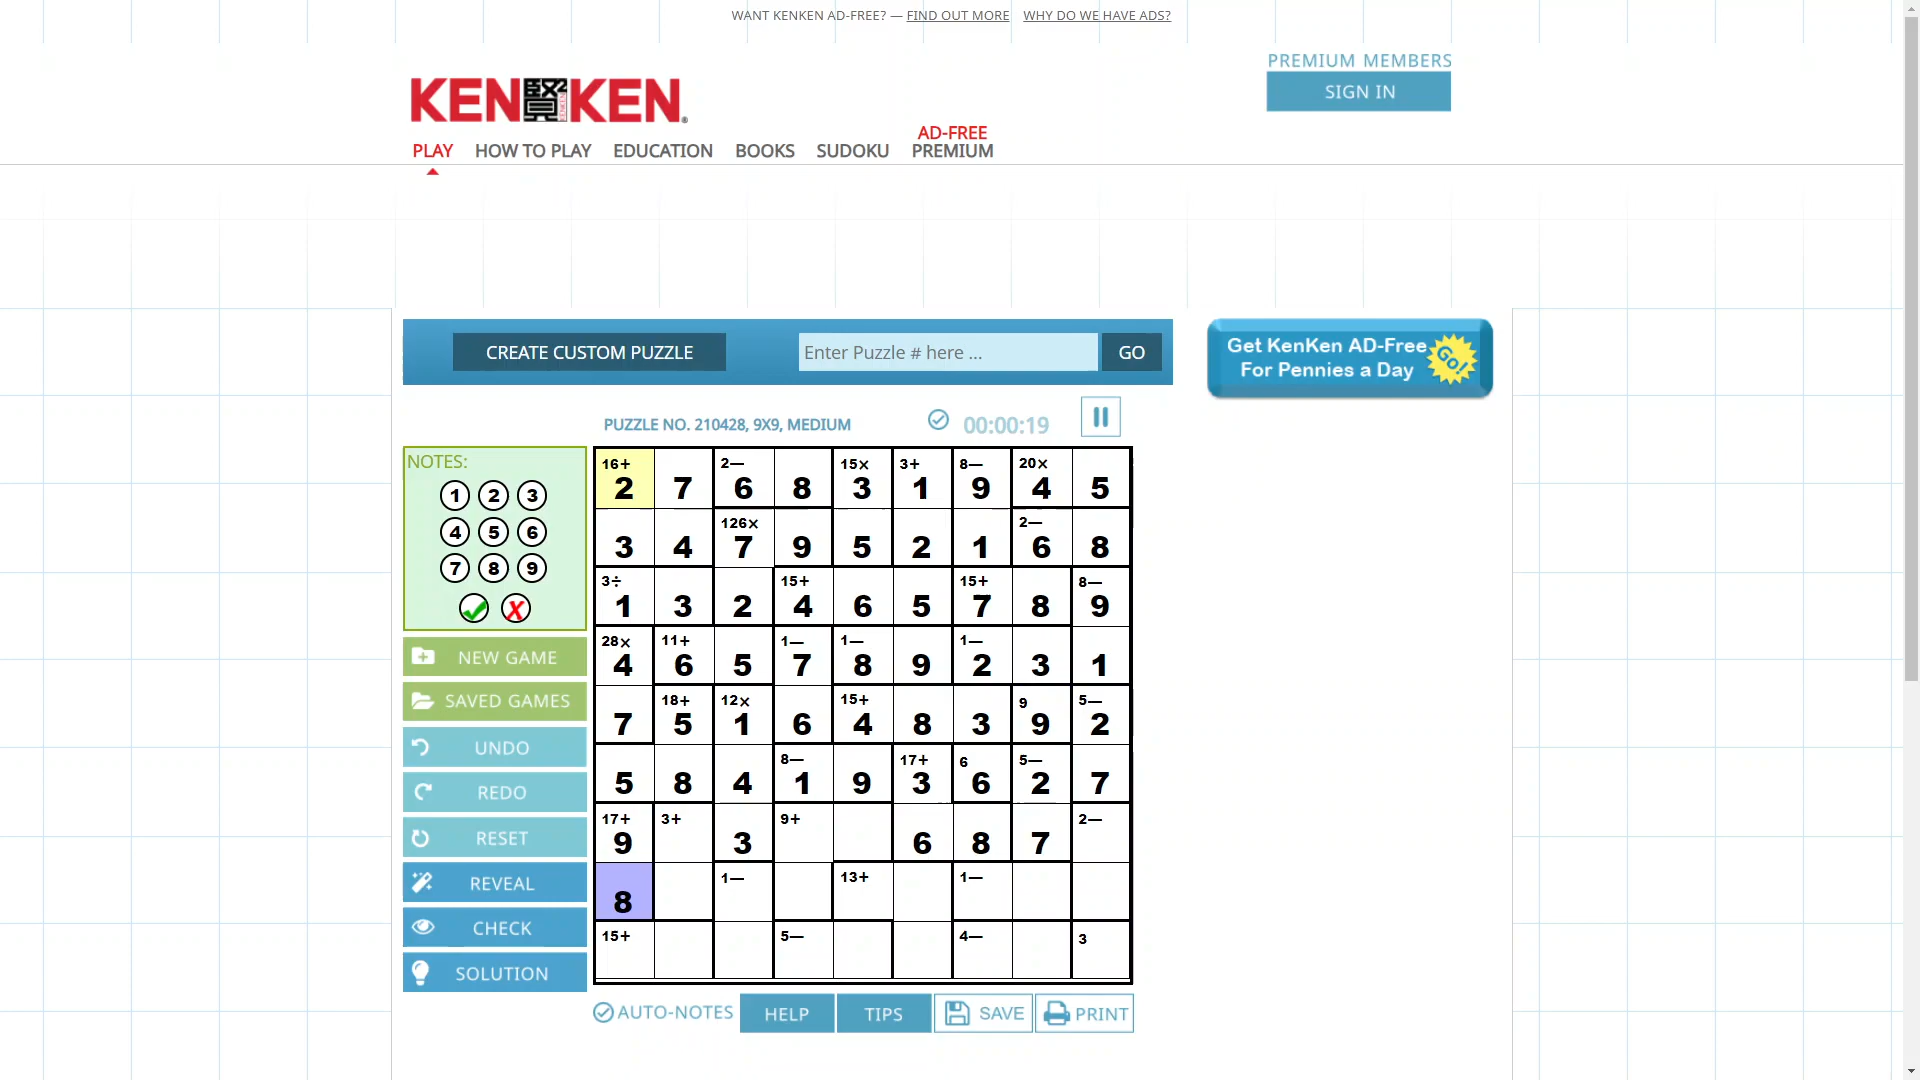 WANT KENKEN AD-FREE? — FIND OUT MORE WHY DO WE HAVE ADS?
PREMIUM MEMBERS
SIGN IN
KEN賢KEN®
AD-FREE
PLAY HOW TO PLAY EDUCATION BOOKS SUDOKU PREMIUM
CREATE CUSTOM PUZZLE
Enter Puzzle # here ...
GO
Get KenKen AD-Free
For Pennies a Day
Go!
PUZZLE NO. 210428, 9X9, MEDIUM
00:00:19
NOTES:
1 2 3
4 5 6
7 8 9
NEW GAME
SAVED GAMES
UNDO
REDO
RESET
REVEAL
CHECK
SOLUTION
16+ 2— 15× 3+ 8— 20×
2 7 6 8 3 1 9 4 5
126× 2—
3 4 7 9 5 2 1 6 8
3÷ 15+ 15+ 8—
1 3 2 4 6 5 7 8 9
28× 11+ 1— 1— 1—
4 6 5 7 8 9 2 3 1
18+ 12× 15+ 9 5—
7 5 1 6 4 8 3 9 2
8— 17+ 6 5—
5 8 4 1 9 3 6 2 7
17+ 3+ 9+ 2—
9 3 6 8 7
1— 13+ 1—
8
15+ 5— 4— 3
AUTO-NOTES
HELP
TIPS
SAVE
PRINT